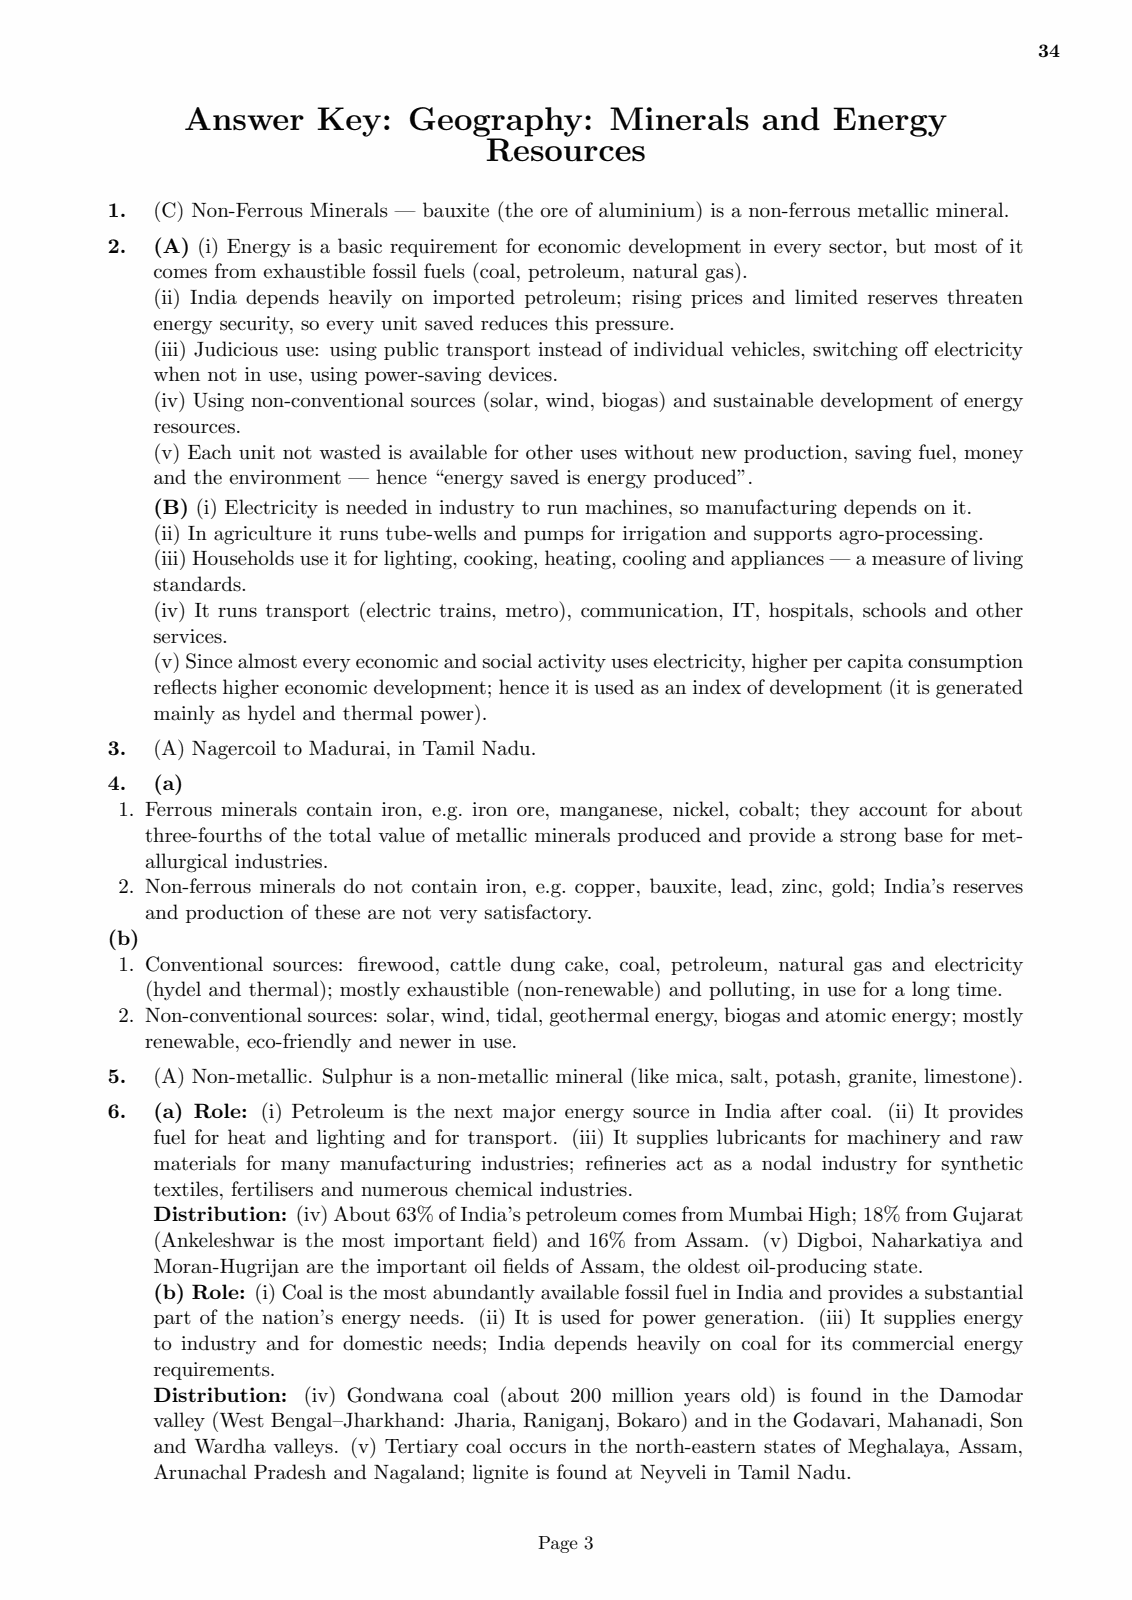 34
Answer Key: Geography: Minerals and Energy
Resources
1. (C) Non-Ferrous Minerals — bauxite (the ore of aluminium) is a non-ferrous metallic mineral.
2. (A) (i) Energy is a basic requirement for economic development in every sector, but most of it
comes from exhaustible fossil fuels (coal, petroleum, natural gas).
(ii) India depends heavily on imported petroleum; rising prices and limited reserves threaten
energy security, so every unit saved reduces this pressure.
(iii) Judicious use: using public transport instead of individual vehicles, switching off electricity
when not in use, using power-saving devices.
(iv) Using non-conventional sources (solar, wind, biogas) and sustainable development of energy
resources.
(v) Each unit not wasted is available for other uses without new production, saving fuel, money
and the environment — hence “energy saved is energy produced”.
(B) (i) Electricity is needed in industry to run machines, so manufacturing depends on it.
(ii) In agriculture it runs tube-wells and pumps for irrigation and supports agro-processing.
(iii) Households use it for lighting, cooking, heating, cooling and appliances — a measure of living
standards.
(iv) It runs transport (electric trains, metro), communication, IT, hospitals, schools and other
services.
(v) Since almost every economic and social activity uses electricity, higher per capita consumption
reflects higher economic development; hence it is used as an index of development (it is generated
mainly as hydel and thermal power).
3. (A) Nagercoil to Madurai, in Tamil Nadu.
4. (a)
1. Ferrous minerals contain iron, e.g. iron ore, manganese, nickel, cobalt; they account for about
three-fourths of the total value of metallic minerals produced and provide a strong base for met-
allurgical industries.
2. Non-ferrous minerals do not contain iron, e.g. copper, bauxite, lead, zinc, gold; India’s reserves
and production of these are not very satisfactory.
(b)
1. Conventional sources: firewood, cattle dung cake, coal, petroleum, natural gas and electricity
(hydel and thermal); mostly exhaustible (non-renewable) and polluting, in use for a long time.
2. Non-conventional sources: solar, wind, tidal, geothermal energy, biogas and atomic energy; mostly
renewable, eco-friendly and newer in use.
5. (A) Non-metallic. Sulphur is a non-metallic mineral (like mica, salt, potash, granite, limestone).
6. (a) Role: (i) Petroleum is the next major energy source in India after coal. (ii) It provides
fuel for heat and lighting and for transport. (iii) It supplies lubricants for machinery and raw
materials for many manufacturing industries; refineries act as a nodal industry for synthetic
textiles, fertilisers and numerous chemical industries.
Distribution: (iv) About 63% of India’s petroleum comes from Mumbai High; 18% from Gujarat
(Ankeleshwar is the most important field) and 16% from Assam. (v) Digboi, Naharkatiya and
Moran-Hugrijan are the important oil fields of Assam, the oldest oil-producing state.
(b) Role: (i) Coal is the most abundantly available fossil fuel in India and provides a substantial
part of the nation’s energy needs. (ii) It is used for power generation. (iii) It supplies energy
to industry and for domestic needs; India depends heavily on coal for its commercial energy
requirements.
Distribution: (iv) Gondwana coal (about 200 million years old) is found in the Damodar
valley (West Bengal–Jharkhand: Jharia, Raniganj, Bokaro) and in the Godavari, Mahanadi, Son
and Wardha valleys. (v) Tertiary coal occurs in the north-eastern states of Meghalaya, Assam,
Arunachal Pradesh and Nagaland; lignite is found at Neyveli in Tamil Nadu.
Page 3